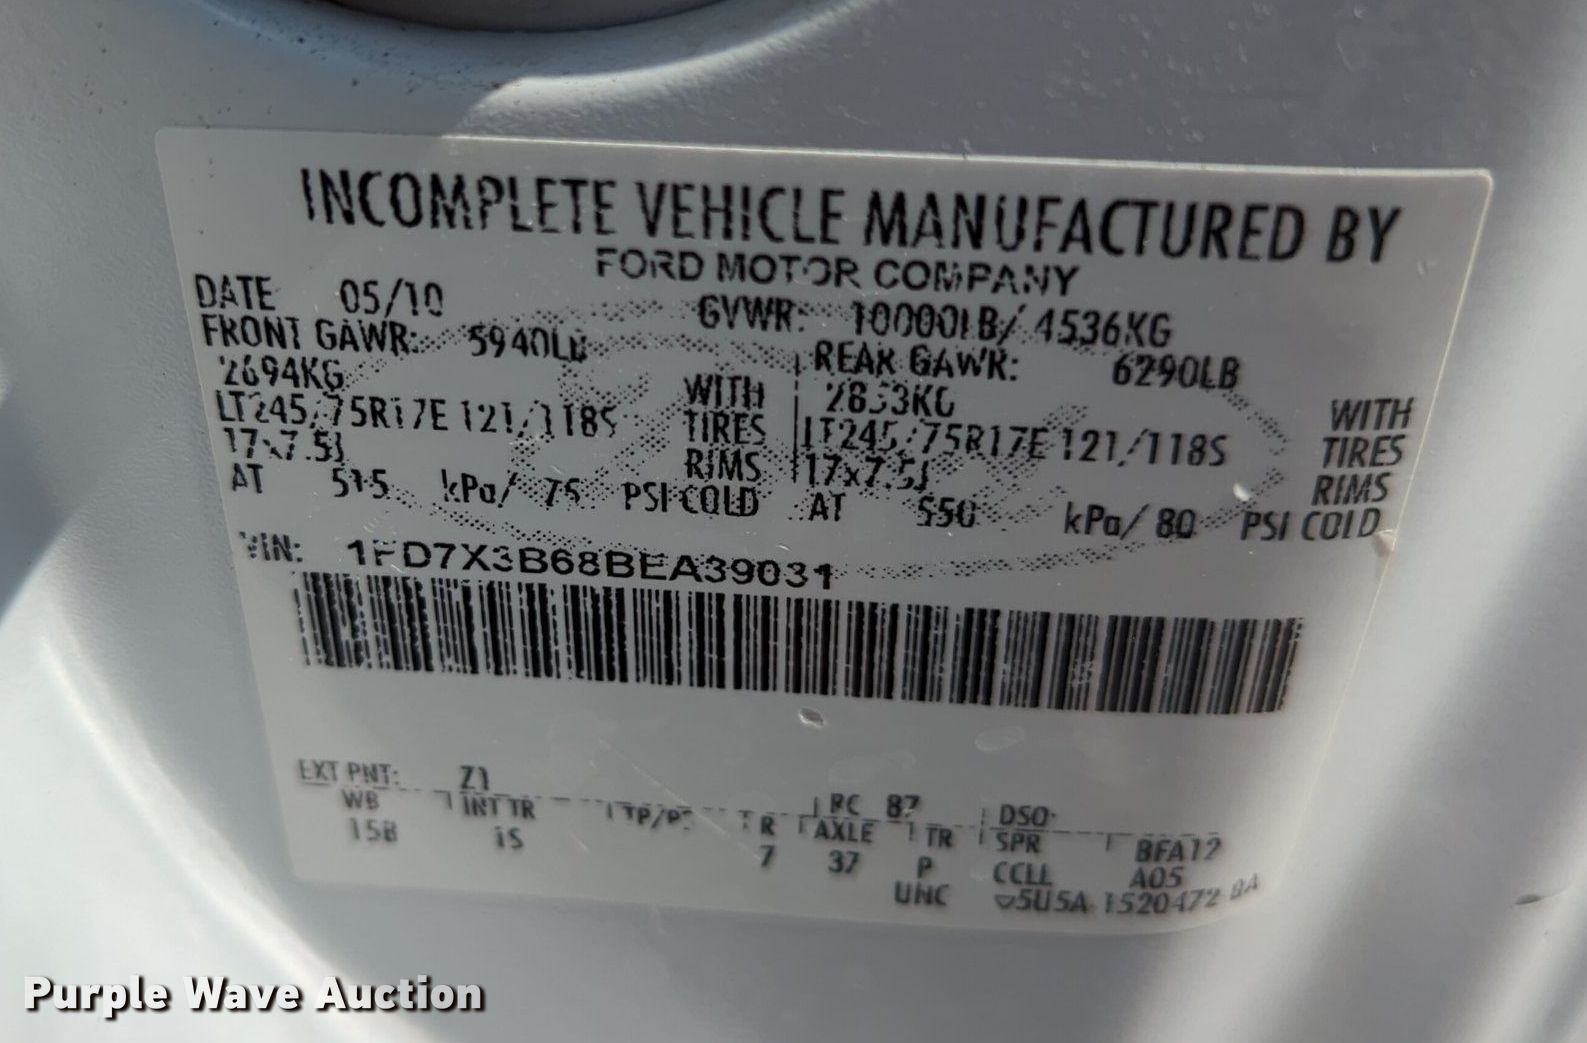 INCOMPLETE VEHICLE MANUFACTURED BY
FORD MOTOR COMPANY
DATE 05/10 GVWR: 10000LB/ 4536KG
FRONT GAWR: 5940LB REAR GAWR: 6290LB
2694KG WITH 2853KG WITH
LT245/75R17E 121/118S TIRES LT245/75R17E 121/118S TIRES
17x7.5J RIMS 17x7.5J RIMS
AT 515 kPa/ 75 PSI COLD AT 550 kPa/ 80 PSI COLD
VIN: 1FD7X3B68BEA39031
EXT PNT: Z1 RC 87 DSO:
WB INT TR TP/PS R AXLE TR SPR BFA12
158 IS 7 37 P CCLL A05
UNC ▽5U5A 1520472 BA
Purple Wave Auction